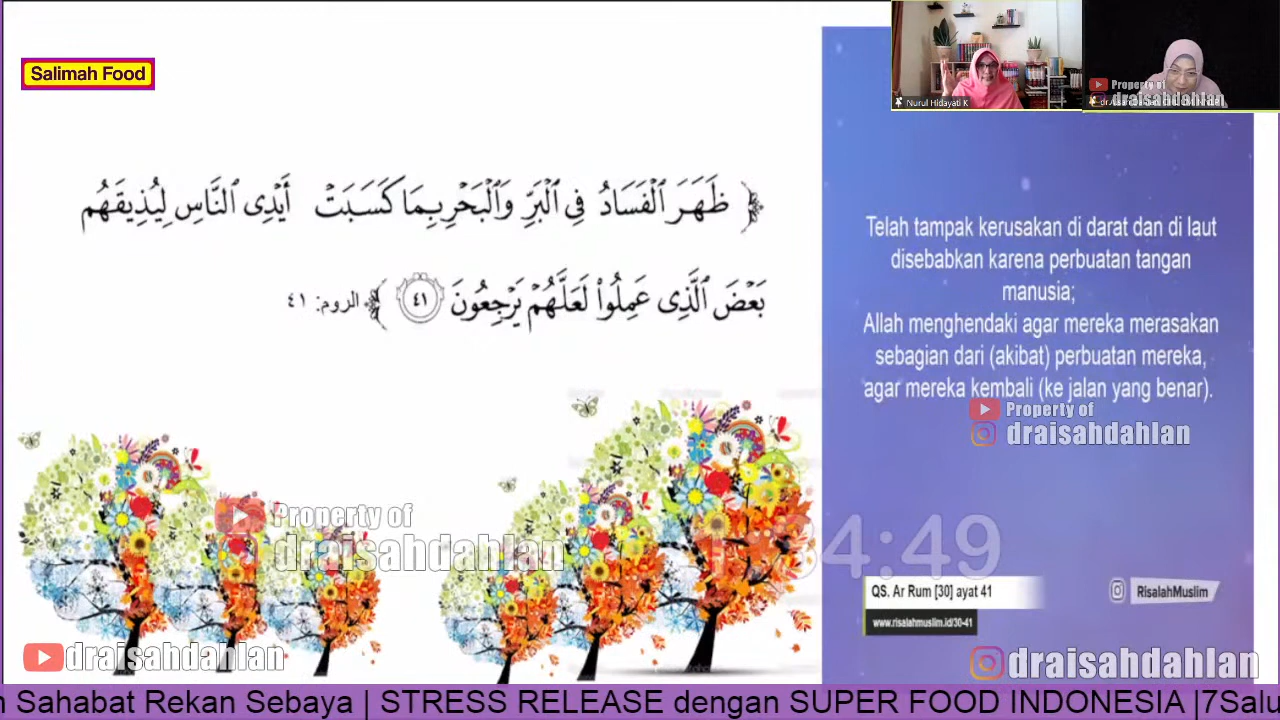 Salimah Food
Nurul Hidayati K
Property of
draisahdahlan
﴿ ظَهَرَ ٱلْفَسَادُ فِى ٱلْبَرِّ وَٱلْبَحْرِ بِمَا كَسَبَتْ أَيْدِى ٱلنَّاسِ لِيُذِيقَهُم
بَعْضَ ٱلَّذِى عَمِلُوا۟ لَعَلَّهُمْ يَرْجِعُونَ ٤١ ﴾ الروم: ٤١
Telah tampak kerusakan di darat dan di laut
disebabkan karena perbuatan tangan
manusia;
Allah menghendaki agar mereka merasakan
sebagian dari (akibat) perbuatan mereka,
agar mereka kembali (ke jalan yang benar).
Property of
draisahdahlan
Property of
draisahdahlan
1:34:49
QS. Ar Rum [30] ayat 41
www.risalahmuslim.id/30-41
RisalahMuslim
draisahdahlan
draisahdahlan
Sahabat Rekan Sebaya | STRESS RELEASE dengan SUPER FOOD INDONESIA |7Salu